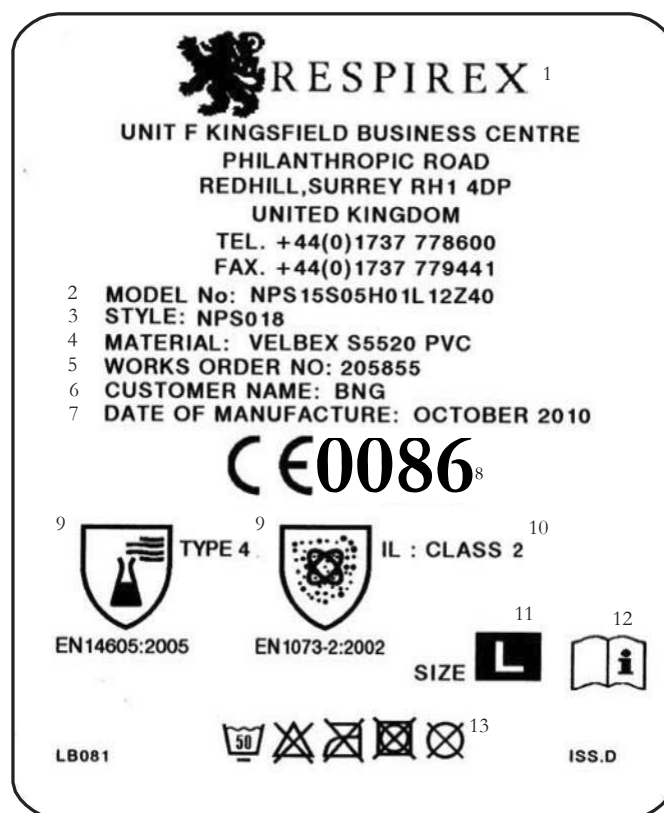 RESPIREX 1
UNIT F KINGSFIELD BUSINESS CENTRE
PHILANTHROPIC ROAD
REDHILL,SURREY RH1 4DP
UNITED KINGDOM
TEL. +44(0)1737 778600
FAX. +44(0)1737 779441
2 MODEL No: NPS15S05H01L12Z40
3 STYLE: NPS018
4 MATERIAL: VELBEX S5520 PVC
5 WORKS ORDER NO: 205855
6 CUSTOMER NAME: BNG
7 DATE OF MANUFACTURE: OCTOBER 2010
CE0086 8
9 TYPE 4 9 IL : CLASS 2 10
EN14605:2005 EN1073-2:2002
11 12
SIZE L i
50 13
LB081 ISS.D